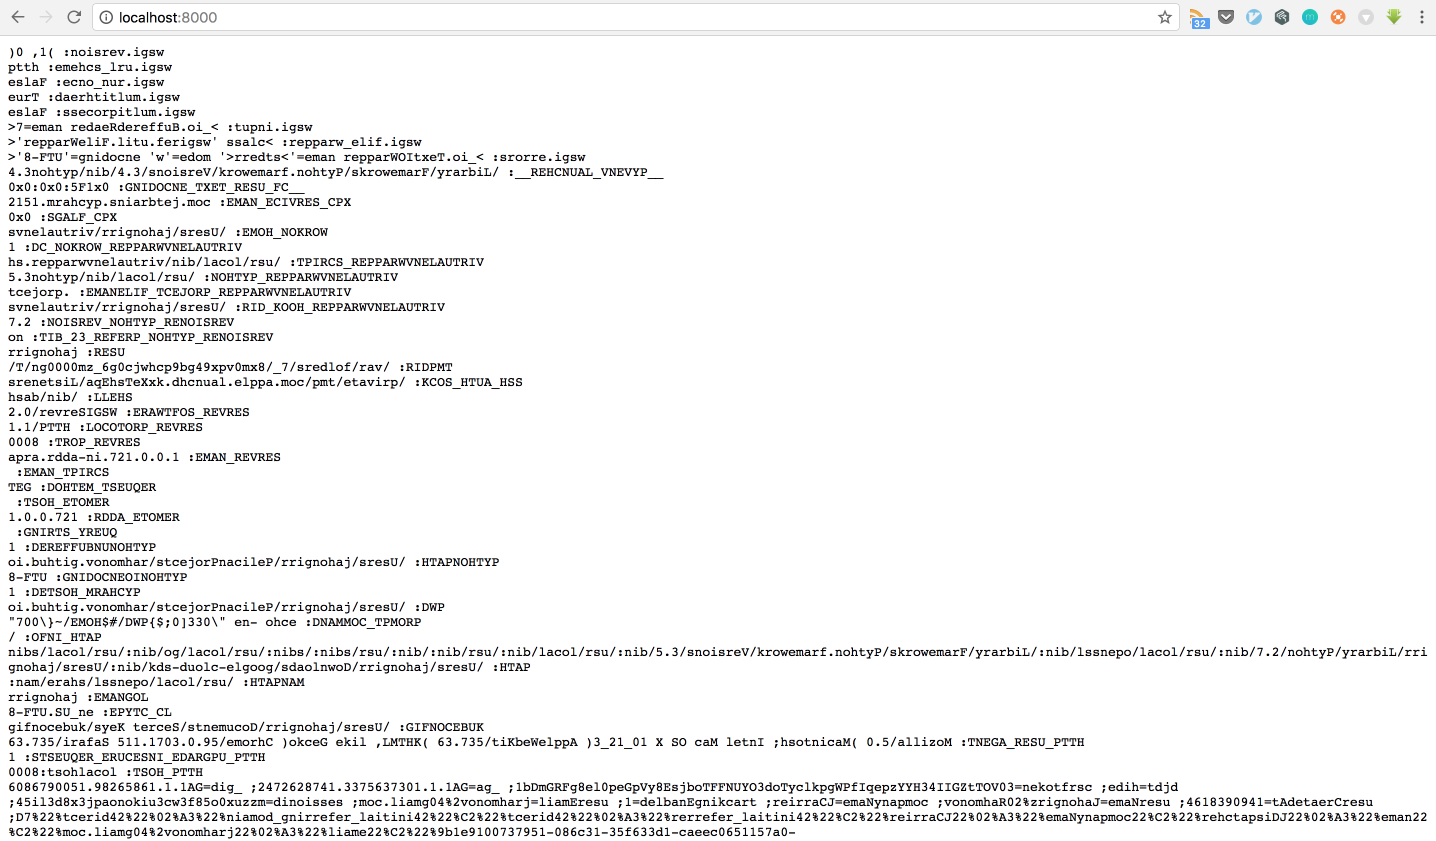 localhost:8000
32
)0 ,1( :noisrev.igsw
ptth :emehcs_lru.igsw
eslaF :ecno_nur.igsw
eurT :daerhtitlum.igsw
eslaF :ssecorpitlum.igsw
>7=eman redaeRdereffuB.oi_< :tupni.igsw
>'repparWeliF.litu.ferigsw' ssalc< :repparw_elif.igsw
>'8-FTU'=gnidocne 'w'=edom '>rredts<'=eman repparWOItxeT.oi_< :srorre.igsw
4.3nohtyp/nib/4.3/snoisreV/krowemarf.nohtyP/skrowemarF/yrarbiL/ :__REHCNUAL_VNEVYP__
0x0:0x0:5F1x0 :GNIDOCNE_TXET_RESU_FC__
2151.mrahcyp.sniarbtej.moc :EMAN_ECIVRES_CPX
0x0 :SGALF_CPX
svnelautriv/rrignohaj/sresU/ :EMOH_NOKROW
1 :DC_NOKROW_REPPARWVNELAUTRIV
hs.repparwvnelautriv/nib/lacol/rsu/ :TPIRCS_REPPARWVNELAUTRIV
5.3nohtyp/nib/lacol/rsu/ :NOHTYP_REPPARWVNELAUTRIV
tcejorp. :EMANELIF_TCEJORP_REPPARWVNELAUTRIV
svnelautriv/rrignohaj/sresU/ :RID_KOOH_REPPARWVNELAUTRIV
7.2 :NOISREV_NOHTYP_RENOISREV
on :TIB_23_REFERP_NOHTYP_RENOISREV
rrignohaj :RESU
/T/ng0000mz_6g0cjwhcp9bg49xpv0mx8/_7/sredlof/rav/ :RIDPMT
srenetsiL/aqEhsTeXxk.dhcnual.elppa.moc/pmt/etavirp/ :KCOS_HTUA_HSS
hsab/nib/ :LLEHS
2.0/revreSIGSW :ERAWTFOS_REVRES
1.1/PTTH :LOCOTORP_REVRES
0008 :TROP_REVRES
apra.rdda-ni.721.0.0.1 :EMAN_REVRES
:EMAN_TPIRCS
TEG :DOHTEM_TSEUQER
:TSOH_ETOMER
1.0.0.721 :RDDA_ETOMER
:GNIRTS_YREUQ
1 :DEREFFUBNUNOHTYP
oi.buhtig.vonomhar/stcejorPnacileP/rrignohaj/sresU/ :HTAPNOHTYP
8-FTU :GNIDOCNEOINOHTYP
1 :DETSOH_MRAHCYP
oi.buhtig.vonomhar/stcejorPnacileP/rrignohaj/sresU/ :DWP
"700\}~/EMOH$#/DWP{$;0]330\" en- ohce :DNAMMOC_TPMORP
/ :OFNI_HTAP
nibs/lacol/rsu/:nib/og/lacol/rsu/:nibs/:nibs/rsu/:nib/:nib/rsu/:nib/lacol/rsu/:nib/5.3/snoisreV/krowemarf.nohtyP/skrowemarF/yrarbiL/:nib/lssnepo/lacol/rsu/:nib/7.2/nohtyP/yrarbiL/rri
gnohaj/sresU/:nib/kds-duolc-elgoog/sdaolnwoD/rrignohaj/sresU/ :HTAP
:nam/erahs/lssnepo/lacol/rsu/ :HTAPNAM
rrignohaj :EMANGOL
8-FTU.SU_ne :EPYTC_CL
gifnocebuk/syeK terceS/stnemucoD/rrignohaj/sresU/ :GIFNOCEBUK
63.735/irafaS 511.1703.0.95/emorhC )okceG ekil ,LMTHK( 63.735/tiKbeWelppA )3_21_01 X SO caM letnI ;hsotnicaM( 0.5/allizoM :TNEGA_RESU_PTTH
1 :STSEUQER_ERUCESNI_EDARGPU_PTTH
0008:tsohlacol :TSOH_PTTH
6086790051.98265861.1.1AG=dig_ ;2472628741.3375637301.1.1AG=ag_ ;1bDmGRFg8el0peGpVy8EsjboTFFNUYO3doTyclkpgWPfIqepzYYH34IIGZtTOV03=nekotfrsc ;edih=tdjd
;45il3d8x3jpaonokiu3cw3f85o0xuzzm=dinoisses ;moc.liamg04%2vonomharj=liamEresu ;1=delbanEgnikcart ;reirraCJ=emaNynapmoc ;vonomhaR02%zrignohaJ=emaNresu ;4618390941=tAdetaerCresu
;D7%22%tcerid42%22%02%A3%22%niamod_gnirrefer_laitini42%22%C2%22%tcerid42%22%02%A3%22%rerrefer_laitini42%22%C2%22%reirraCJ22%02%A3%22%emaNynapmoc22%C2%22%rehctapsiDJ22%02%A3%22%eman22
%C2%22%moc.liamg04%2vonomharj22%02%A3%22%liame22%C2%22%9b1e9100737951-086c31-35f633d1-caeec0651157a0-